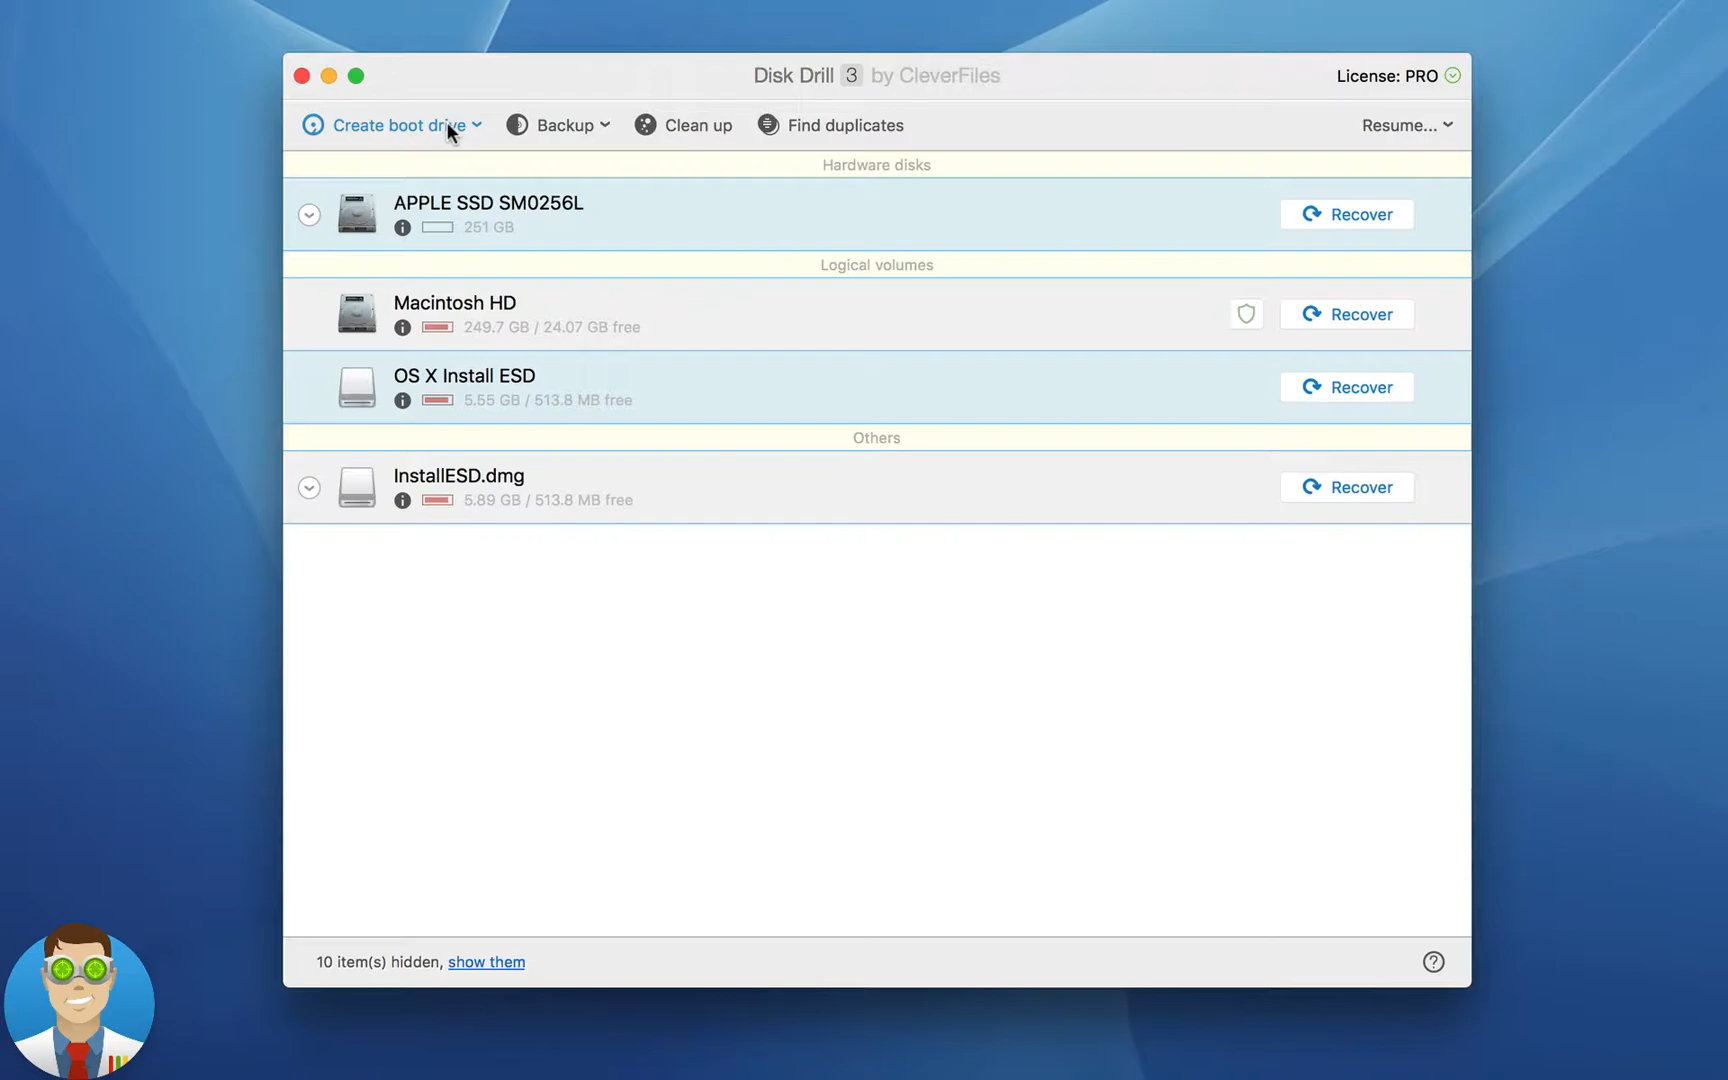 Disk Drill 3 by CleverFiles
License: PRO
Create boot drive
Backup
Clean up
Find duplicates
Resume...
Hardware disks
APPLE SSD SM0256L
251 GB
Recover
Logical volumes
Macintosh HD
249.7 GB / 24.07 GB free
Recover
OS X Install ESD
5.55 GB / 513.8 MB free
Recover
Others
InstallESD.dmg
5.89 GB / 513.8 MB free
Recover
10 item(s) hidden, show them